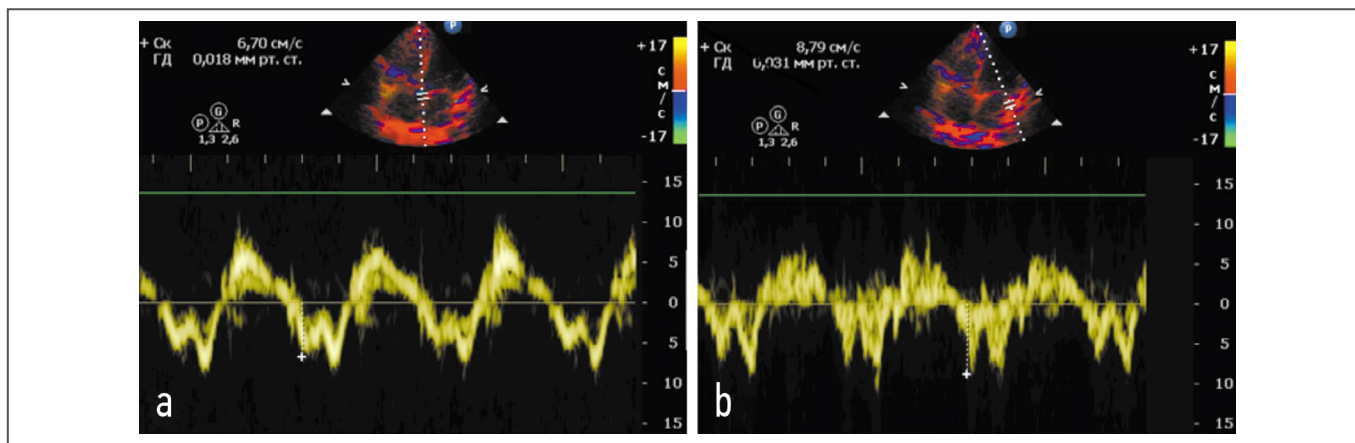 + Ск 6,70 см/с
ГД 0,018 мм рт. ст.
P
G
P R
1,3 2,6
+17
с
м
/
с
-17
15
10
5
0
5
10
15
a
+ Ск 8,79 см/с
ГД 0,031 мм рт. ст.
P
G
P R
1,3 2,6
+17
с
м
/
с
-17
15
10
5
0
5
10
15
b